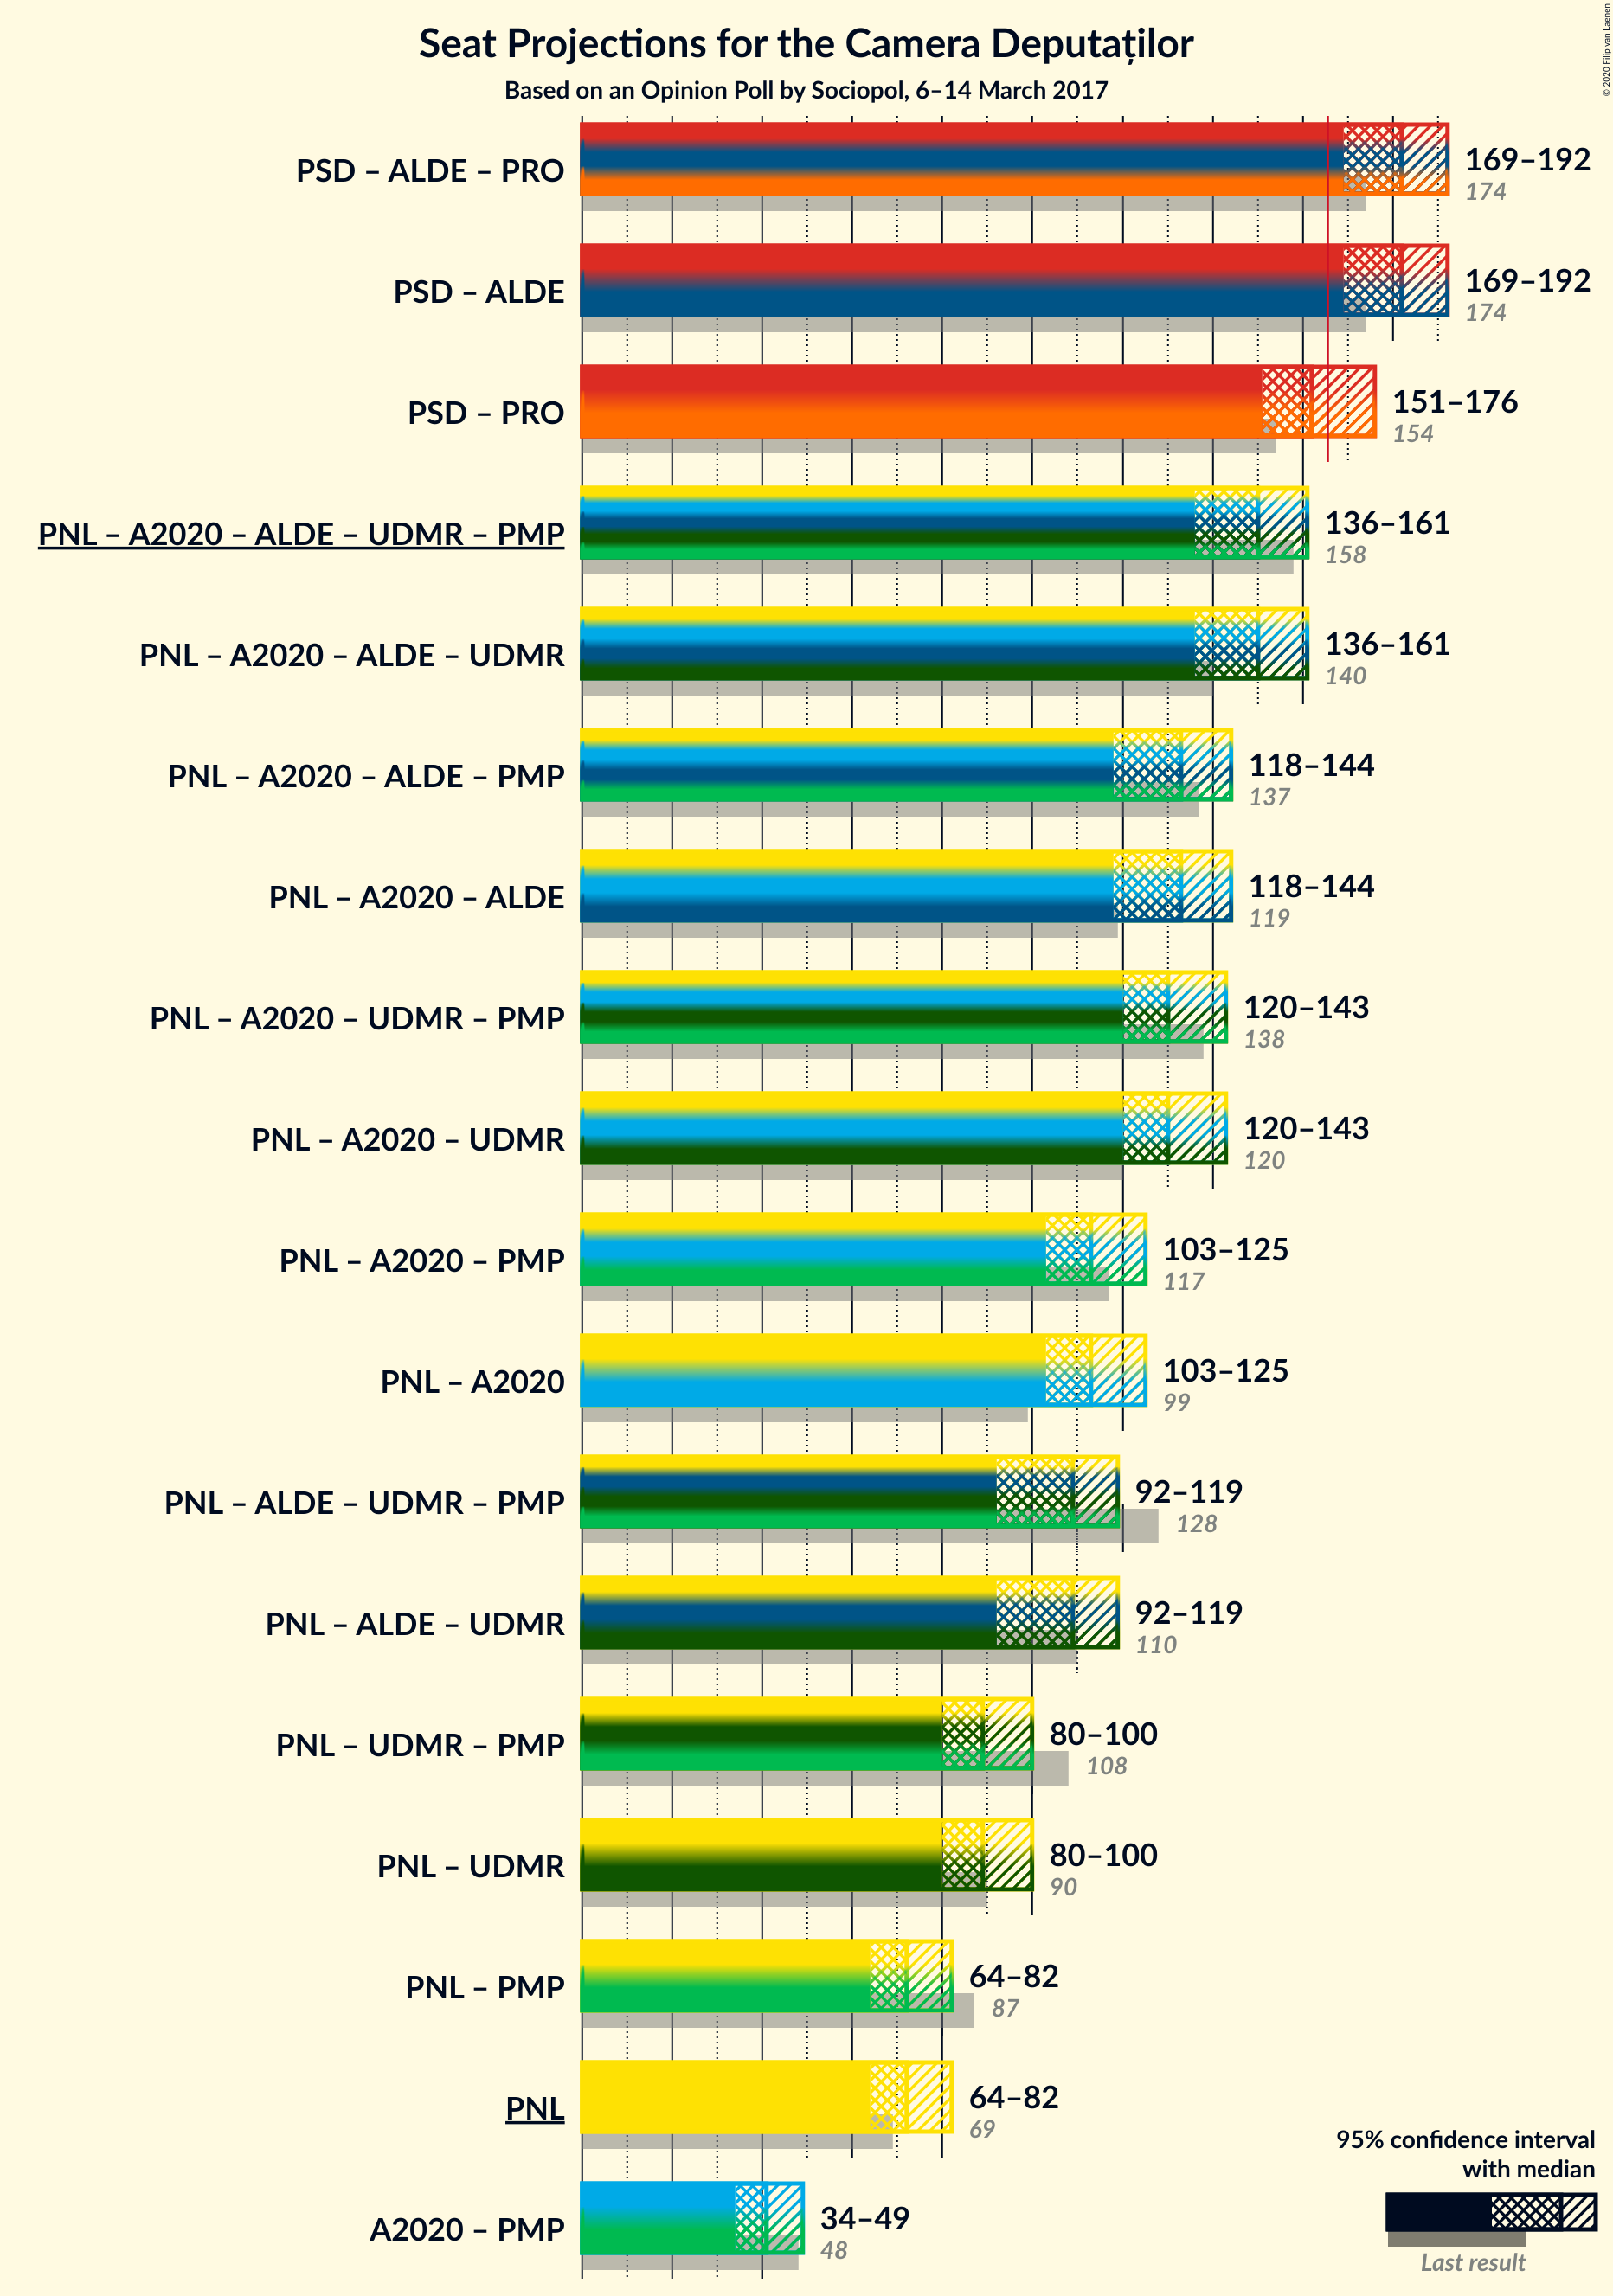 Seat Projections for the Camera Deputaților
Based on an Opinion Poll by Sociopol, 6–14 March 2017
© 2020 Filip van Laenen
PSD – ALDE – PRO
169–192
174
PSD – ALDE
169–192
174
PSD – PRO
151–176
154
PNL – A2020 – ALDE – UDMR – PMP
136–161
158
PNL – A2020 – ALDE – UDMR
136–161
140
PNL – A2020 – ALDE – PMP
118–144
137
PNL – A2020 – ALDE
118–144
119
PNL – A2020 – UDMR – PMP
120–143
138
PNL – A2020 – UDMR
120–143
120
PNL – A2020 – PMP
103–125
117
PNL – A2020
103–125
99
PNL – ALDE – UDMR – PMP
92–119
128
PNL – ALDE – UDMR
92–119
110
PNL – UDMR – PMP
80–100
108
PNL – UDMR
80–100
90
PNL – PMP
64–82
87
PNL
64–82
69
A2020 – PMP
34–49
48
95% confidence interval
with median
Last result